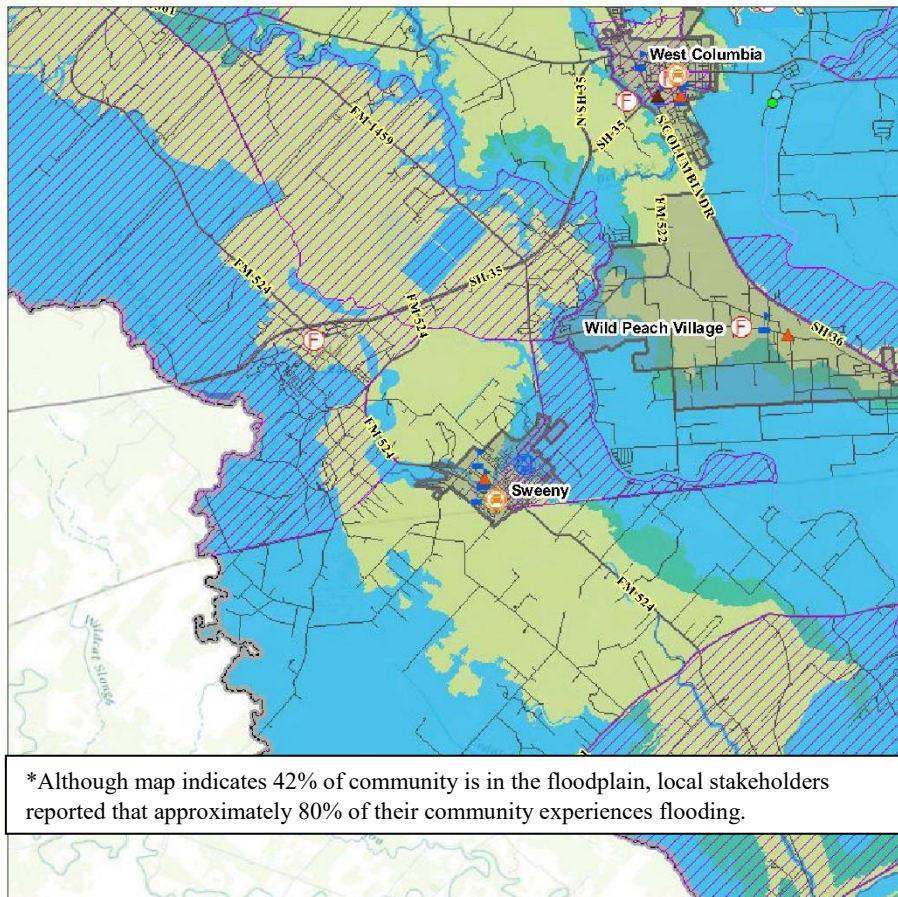 West Columbia
F
F
N SH-35
SH-35
S COLUMBIA DR
FM-1459
FM-522
FM-524
SH-35
FM-524
F
Wild Peach Village
F
SH-36
FM-524
Sweeny
FM-524
*Although map indicates 42% of community is in the floodplain, local stakeholders
reported that approximately 80% of their community experiences flooding.